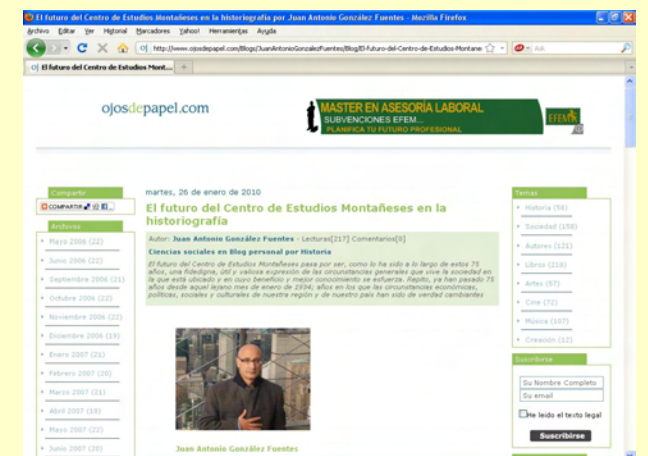 El futuro del Centro de Estudios Montañeses en la historiografía por Juan Antonio González Fuentes - Mozilla Firefox
Archivo Editar Ver Historial Marcadores Yahoo! Herramientas Ayuda
http://www.ojosdepapel.com/Blogs/JuanAntonioGonzalezFuentes/Blog/El-futuro-del-Centro-de-Estudios-Montane
Ask
El futuro del Centro de Estudios Mont...
ojosdepapel.com
MASTER EN ASESORÍA LABORAL
SUBVENCIONES EFEM...
PLANIFICA TU FUTURO PROFESIONAL
EFEM
Compartir
COMPARTIR
Archivos
Mayo 2006 (22)
Junio 2006 (22)
Septiembre 2006 (21)
Octubre 2006 (22)
Noviembre 2006 (22)
Diciembre 2006 (19)
Enero 2007 (21)
Febrero 2007 (20)
Marzo 2007 (21)
Abril 2007 (18)
Mayo 2007 (22)
Junio 2007 (20)
martes, 26 de enero de 2010
El futuro del Centro de Estudios Montañeses en la
historiografía
Autor: Juan Antonio González Fuentes - Lecturas[217] Comentarios[0]
Ciencias sociales en Blog personal por Historia
El futuro del Centro de Estudios Montañeses pasa por ser, como lo ha sido a lo largo de estos 75
años, una fidedigna, útil y valiosa expresión de las circunstancias generales que vive la sociedad en
la que está ubicado y en cuyo beneficio y mejor conocimiento se esfuerza. Repito, ya han pasado 75
años desde aquel lejano mes de enero de 1934; años en los que las circunstancias económicas,
políticas, sociales y culturales de nuestra región y de nuestro país han sido de verdad cambiantes
Juan Antonio González Fuentes
Temas
Historia (58)
Sociedad (158)
Autores (121)
Libros (218)
Artes (57)
Cine (72)
Música (107)
Creación (12)
Suscribirse
Su Nombre Completo
Su email
He leido el texto legal
Suscribirse